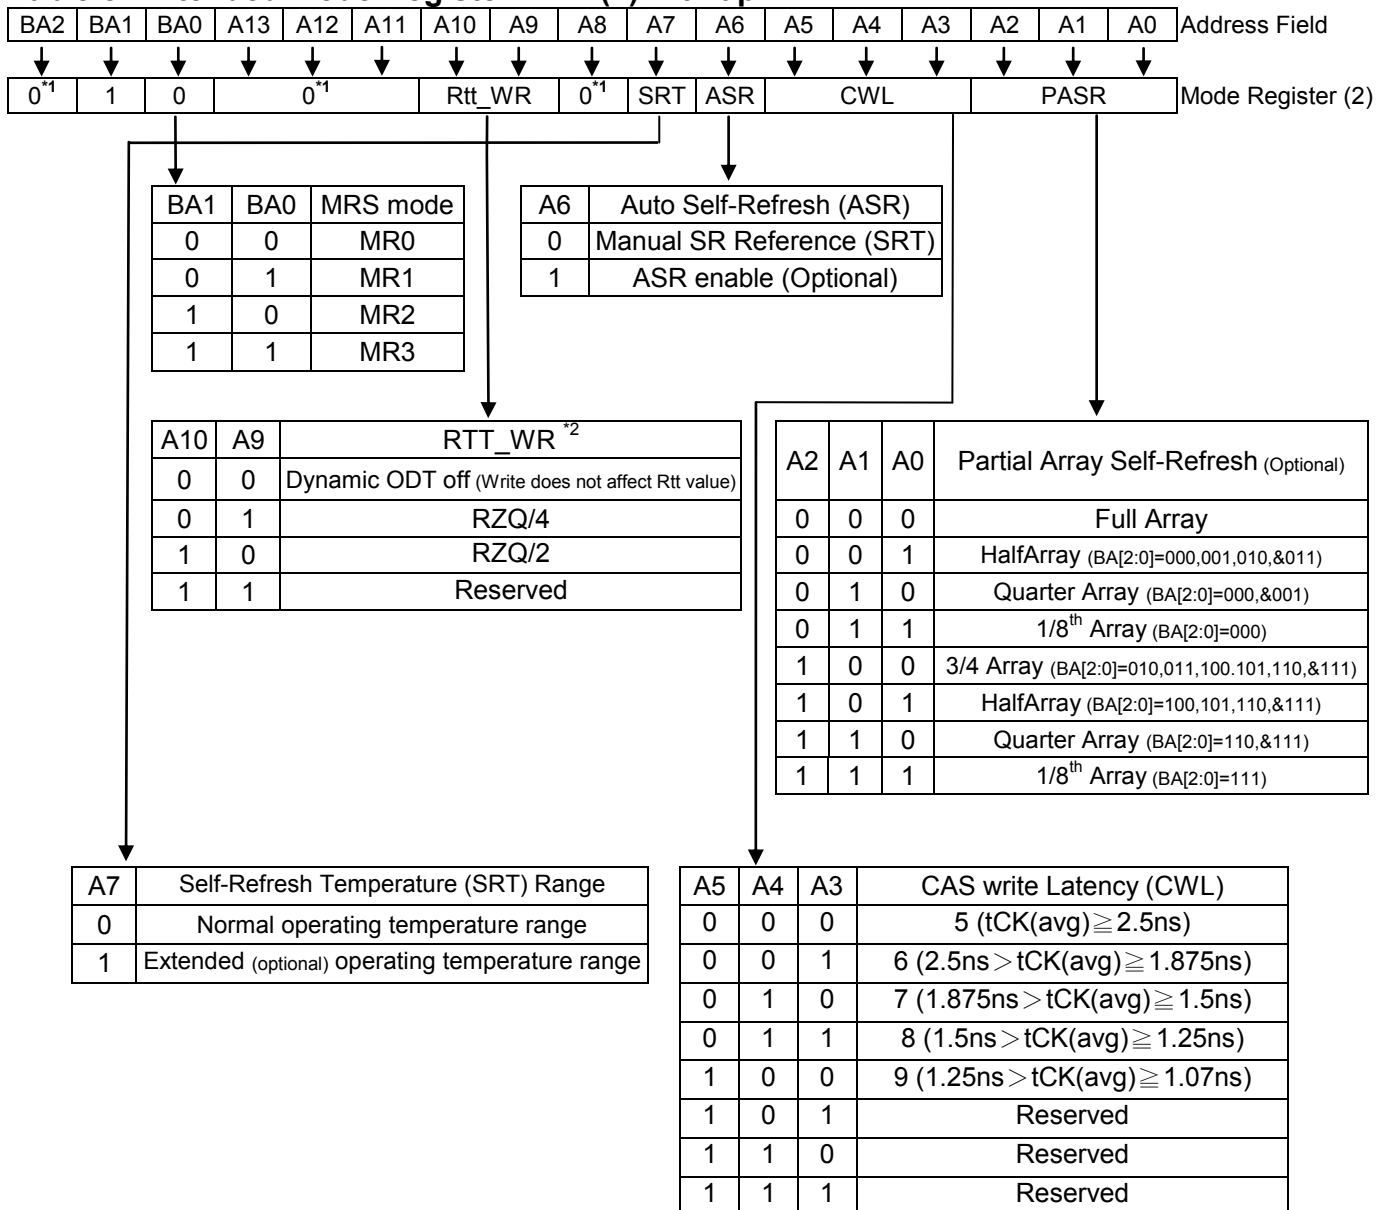 BA2 BA1 BA0 A13 A12 A11 A10 A9 A8 A7 A6 A5 A4 A3 A2 A1 A0 Address Field
0*1 1 0 0*1 Rtt_WR 0*1 SRT ASR CWL PASR Mode Register (2)
BA1 BA0 MRS mode
0 0 MR0
0 1 MR1
1 0 MR2
1 1 MR3
A6 Auto Self-Refresh (ASR)
0 Manual SR Reference (SRT)
1 ASR enable (Optional)
A10 A9 RTT_WR *2
0 0 Dynamic ODT off (Write does not affect Rtt value)
0 1 RZQ/4
1 0 RZQ/2
1 1 Reserved
A2 A1 A0 Partial Array Self-Refresh (Optional)
0 0 0 Full Array
0 0 1 HalfArray (BA[2:0]=000,001,010,&011)
0 1 0 Quarter Array (BA[2:0]=000,&001)
0 1 1 1/8th Array (BA[2:0]=000)
1 0 0 3/4 Array (BA[2:0]=010,011,100.101,110,&111)
1 0 1 HalfArray (BA[2:0]=100,101,110,&111)
1 1 0 Quarter Array (BA[2:0]=110,&111)
1 1 1 1/8th Array (BA[2:0]=111)
A7 Self-Refresh Temperature (SRT) Range
0 Normal operating temperature range
1 Extended (optional) operating temperature range
A5 A4 A3 CAS write Latency (CWL)
0 0 0 5 (tCK(avg)≧2.5ns)
0 0 1 6 (2.5ns>tCK(avg)≧1.875ns)
0 1 0 7 (1.875ns>tCK(avg)≧1.5ns)
0 1 1 8 (1.5ns>tCK(avg)≧1.25ns)
1 0 0 9 (1.25ns>tCK(avg)≧1.07ns)
1 0 1 Reserved
1 1 0 Reserved
1 1 1 Reserved